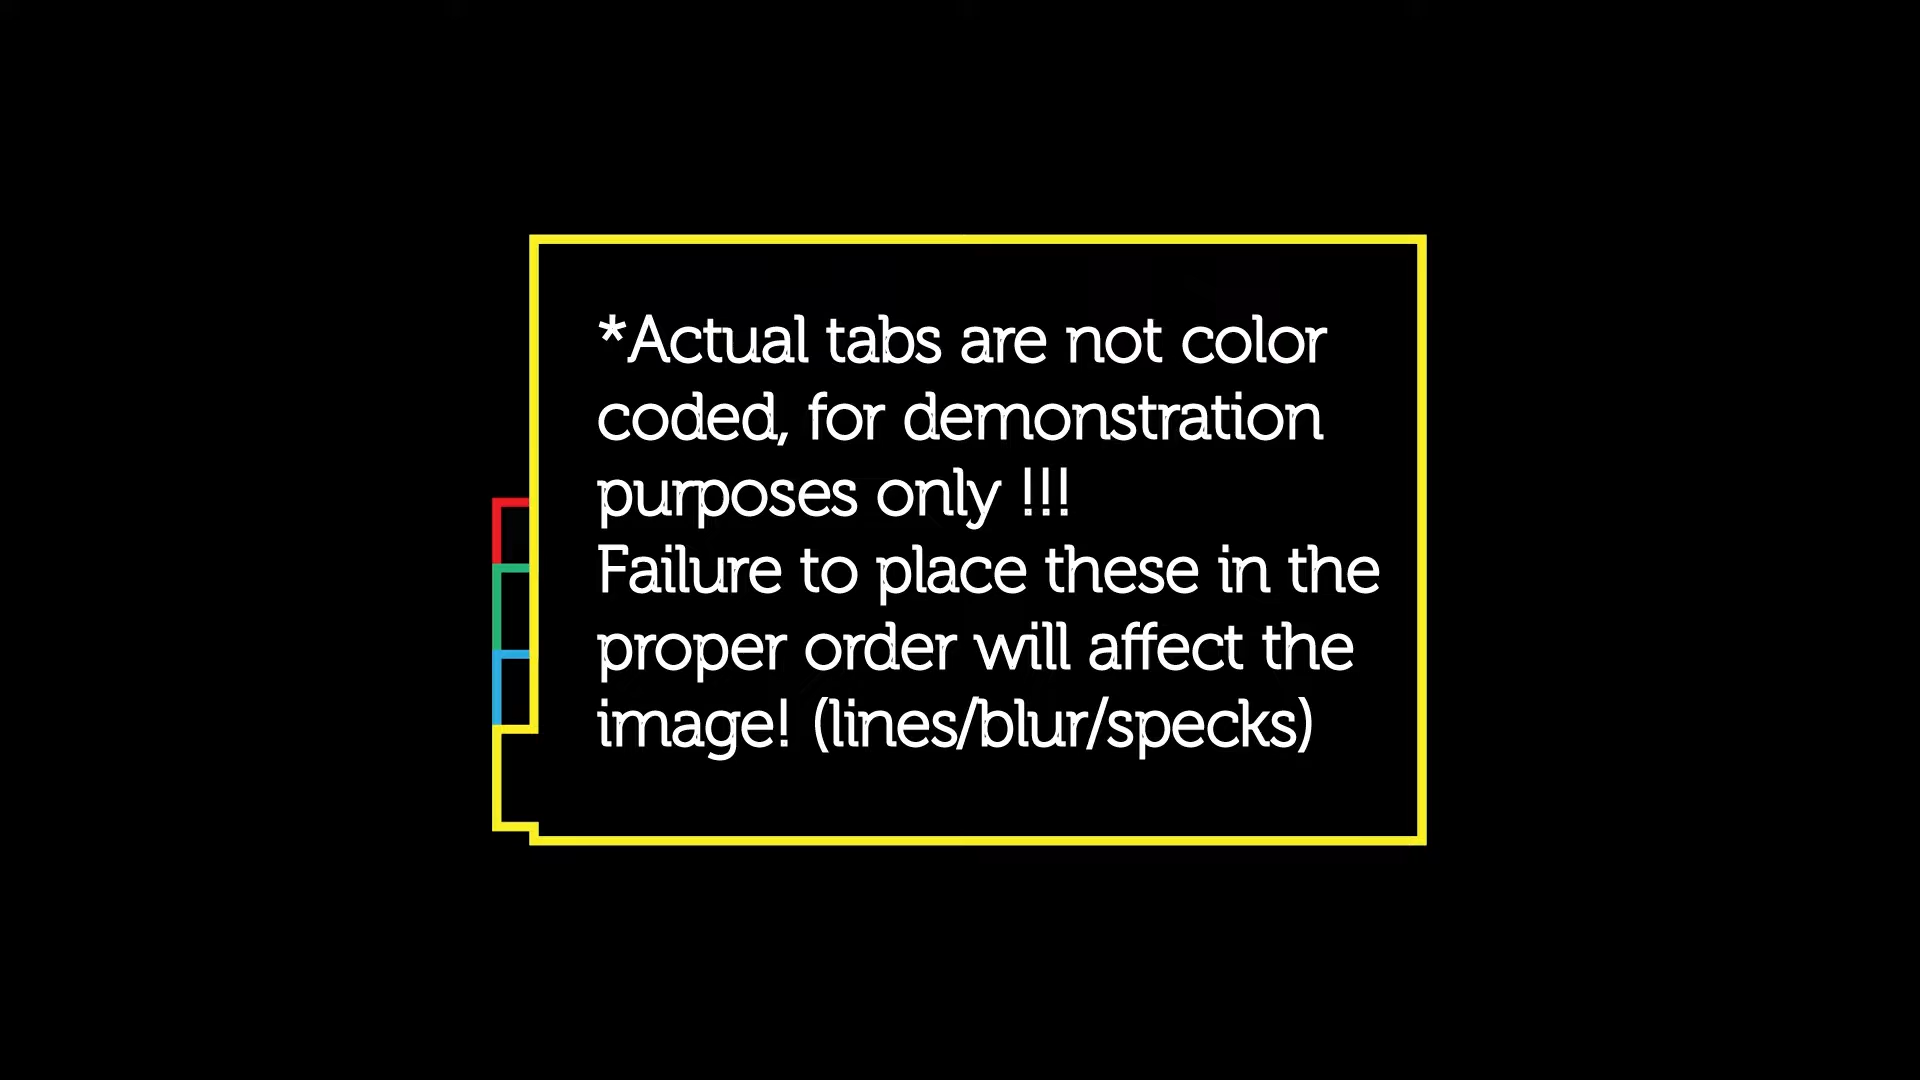 *Actual tabs are not color
coded, for demonstration
purposes only !!!
Failure to place these in the
proper order will affect the
image! (lines/blur/specks)